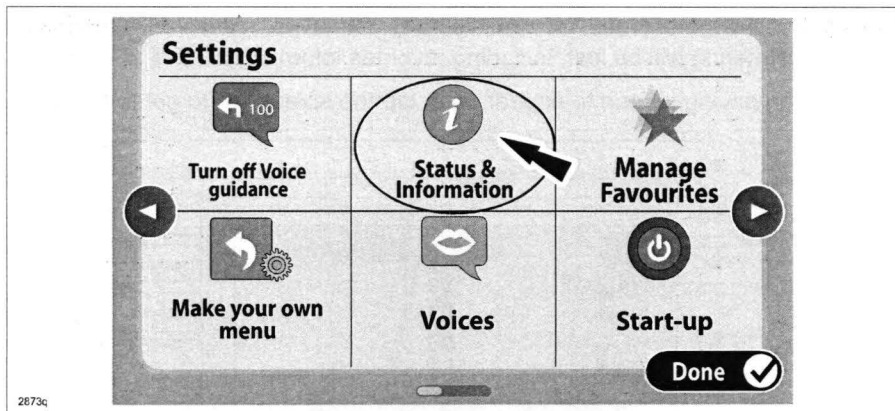 Settings
100
Turn off Voice
guidance
Status &
Information
Manage
Favourites
Make your own
menu
Voices
Start-up
Done
2873q